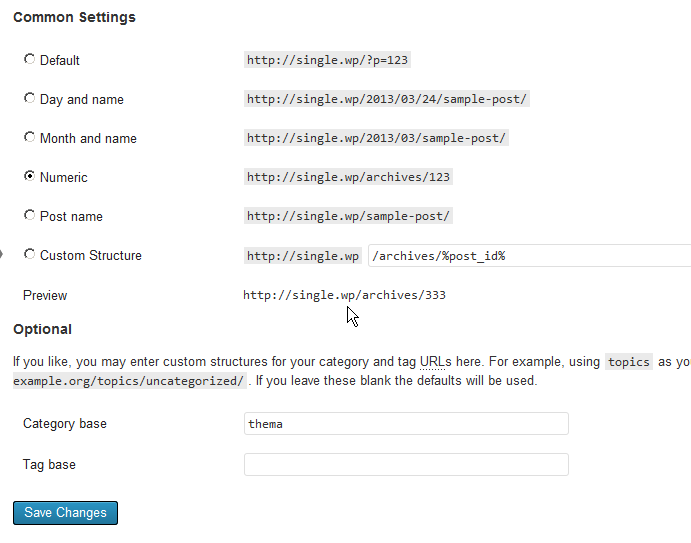 Common Settings
Default http://single.wp/?p=123
Day and name http://single.wp/2013/03/24/sample-post/
Month and name http://single.wp/2013/03/sample-post/
Numeric http://single.wp/archives/123
Post name http://single.wp/sample-post/
Custom Structure http://single.wp /archives/%post_id%
Preview http://single.wp/archives/333
Optional
If you like, you may enter custom structures for your category and tag URLs here. For example, using topics as
example.org/topics/uncategorized/ . If you leave these blank the defaults will be used.
Category base thema
Tag base
Save Changes